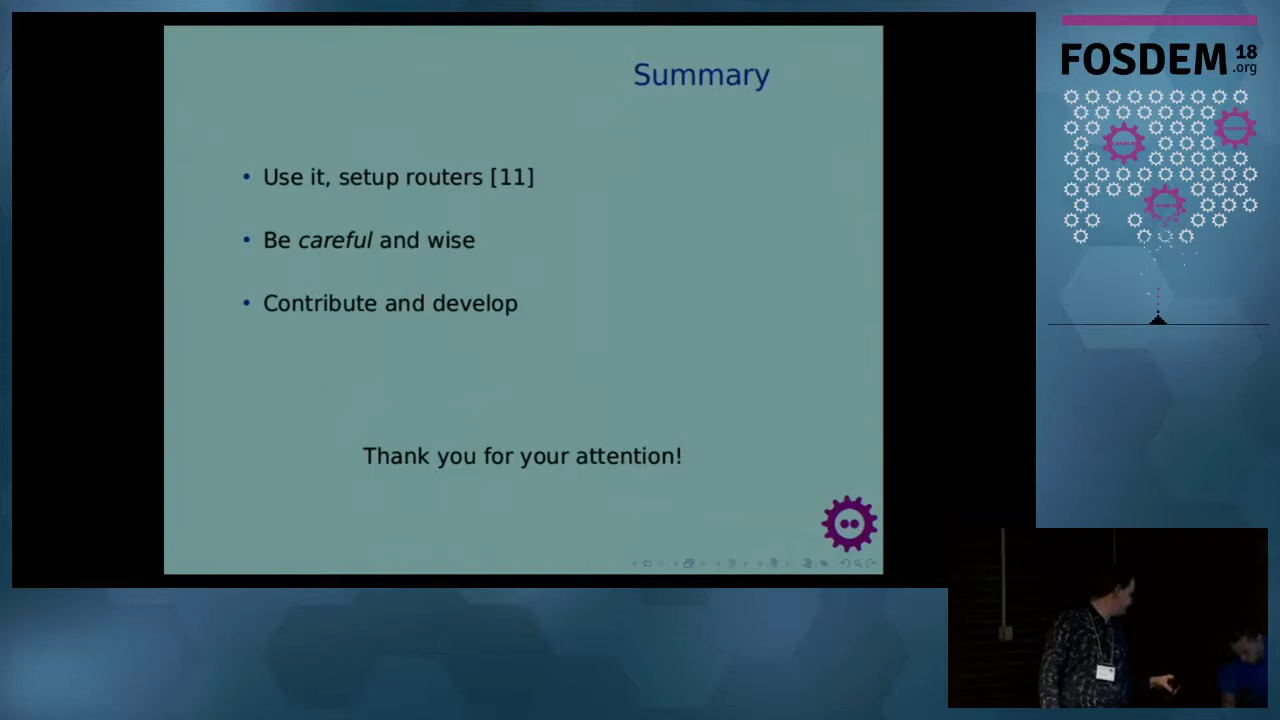 Summary
• Use it, setup routers [11]
• Be careful and wise
• Contribute and develop
Thank you for your attention!
FOSDEM 18
.org